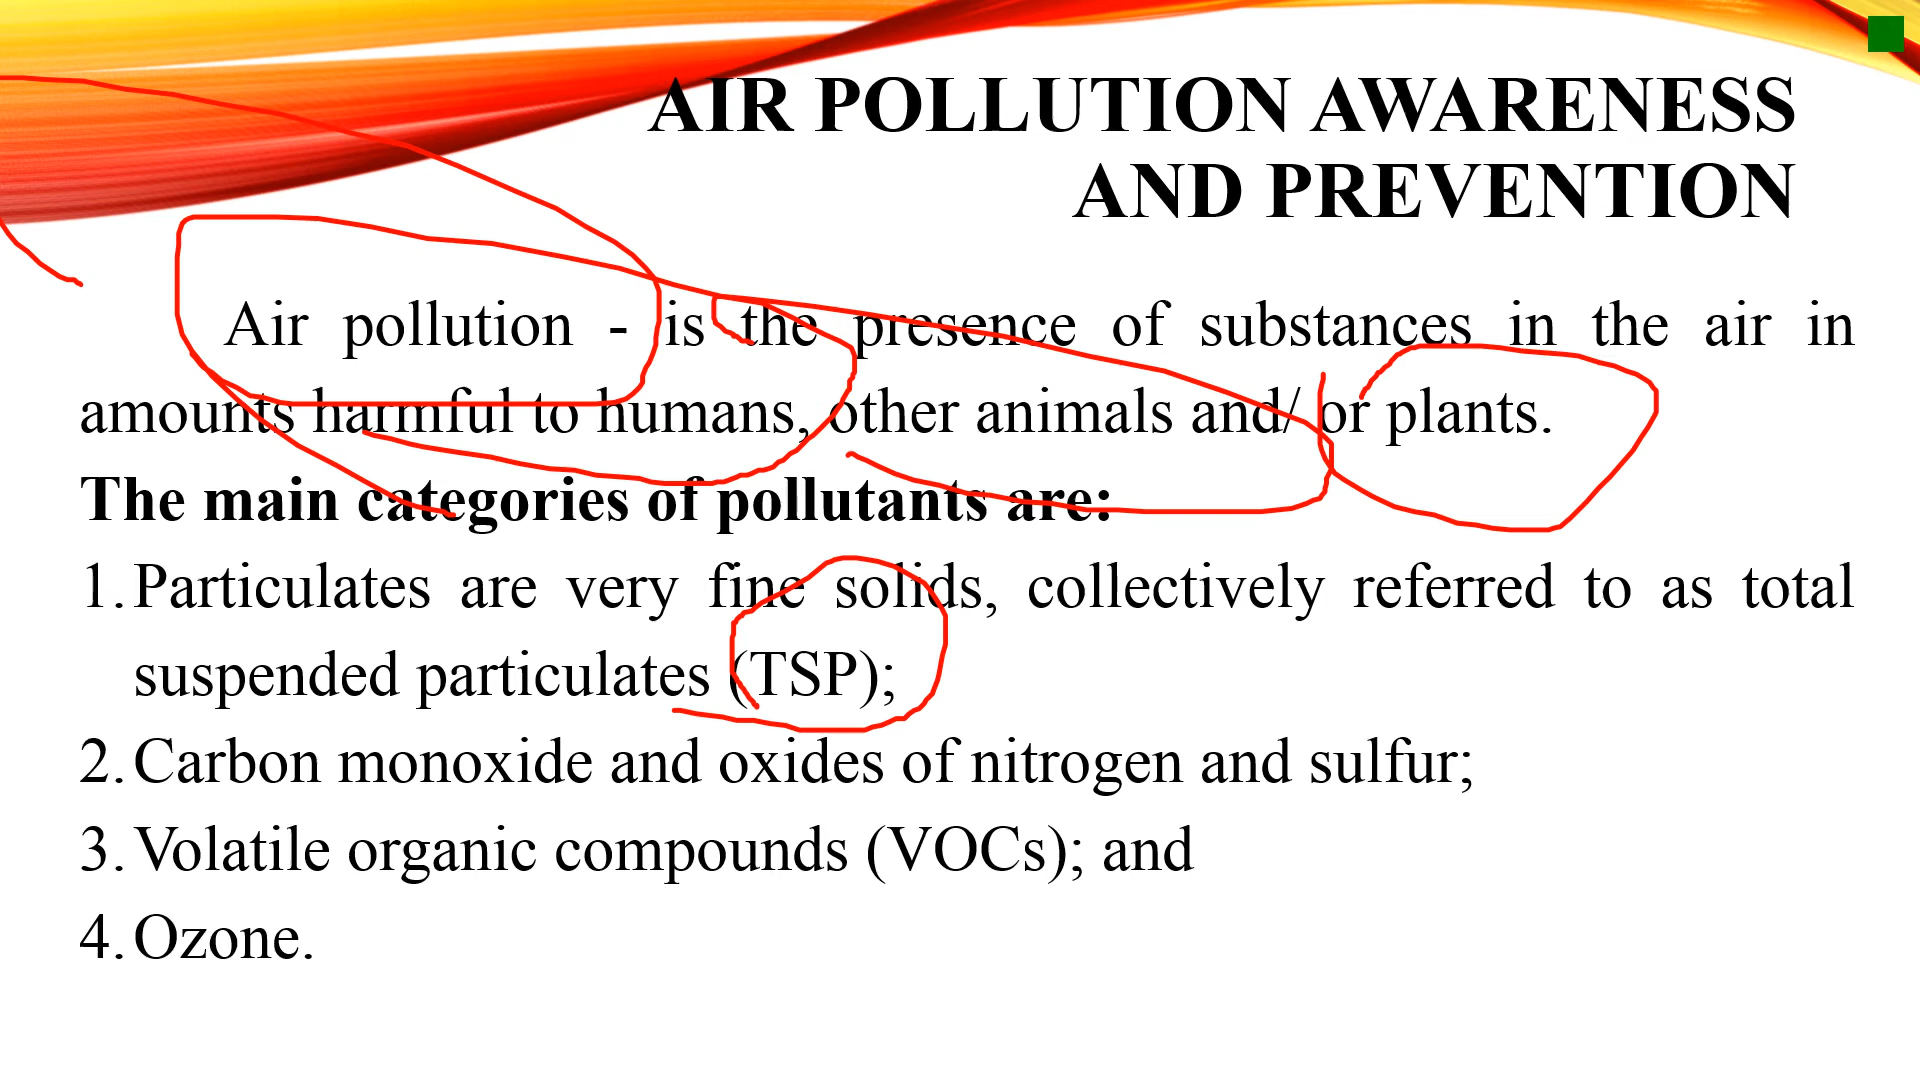 AIR POLLUTION AWARENESS
AND PREVENTION
Air pollution - is the presence of substances in the air in
amounts harmful to humans, other animals and/ or plants.
The main categories of pollutants are:
1. Particulates are very fine solids, collectively referred to as total
suspended particulates (TSP);
2. Carbon monoxide and oxides of nitrogen and sulfur;
3. Volatile organic compounds (VOCs); and
4. Ozone.